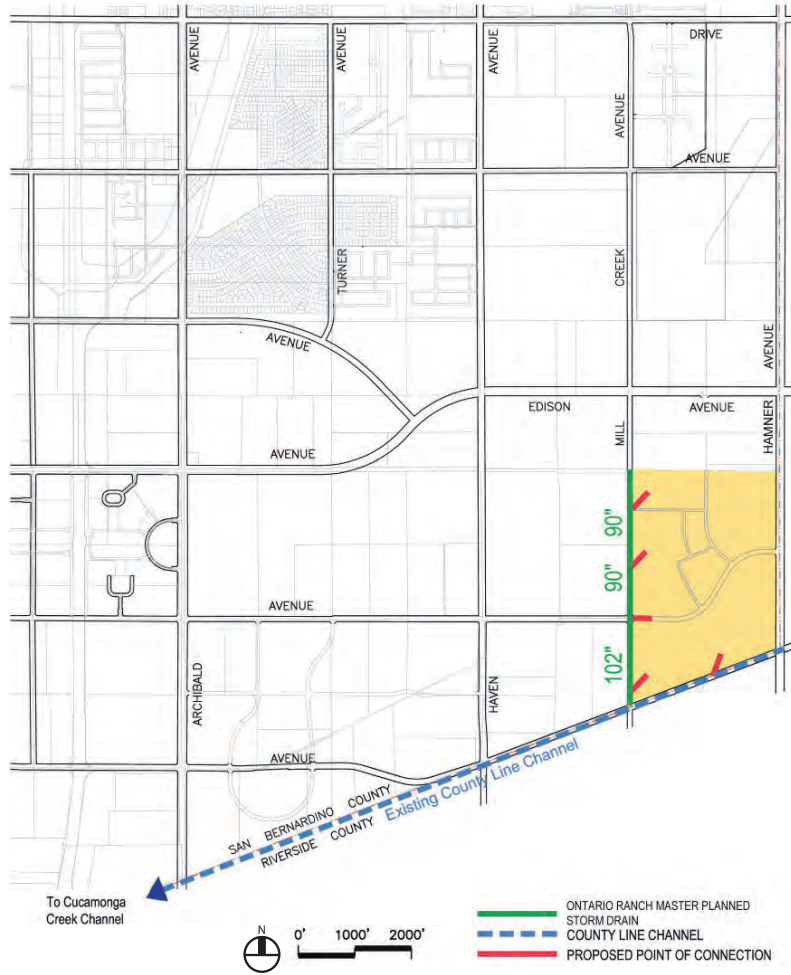 AVENUE
AVENUE
AVENUE
AVENUE
DRIVE
AVENUE
TURNER
CREEK
AVENUE
AVENUE
EDISON
AVENUE
HAMNER
MILL
AVENUE
90"
90"
102"
AVENUE
ARCHIBALD
HAVEN
AVENUE
SAN BERNARDINO COUNTY
RIVERSIDE COUNTY
Existing County Line Channel
To Cucamonga
Creek Channel
N
0' 1000' 2000'
ONTARIO RANCH MASTER PLANNED
STORM DRAIN
COUNTY LINE CHANNEL
PROPOSED POINT OF CONNECTION